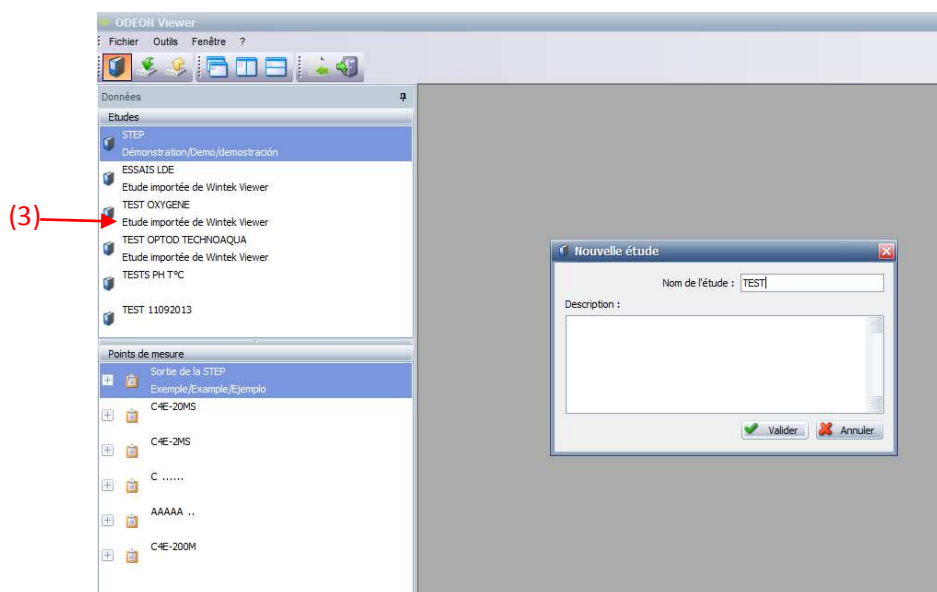 ODEON Viewer
Fichier Outils Fenêtre ?
Données
Etudes
STEP
Démonstration/Demo/demostración
ESSAIS LDE
Etude importée de Wintek Viewer
TEST OXYGENE
(3)
Etude importée de Wintek Viewer
TEST OPTOD TECHNOAQUA
Etude importée de Wintek Viewer
TESTS PH T°C
TEST 11092013
Nouvelle étude
Nom de l'étude : TEST
Description :
Valider Annuler
Points de mesure
Sortie de la STEP
Exemple/Example/Ejemplo
C4E-20MS
C4E-2MS
C ......
AAAAA ..
C4E-200M